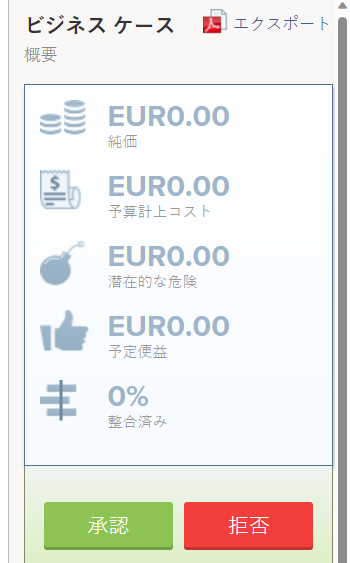 ビジネス ケース
エクスポート
概要
EUR0.00
純価
EUR0.00
予算計上コスト
EUR0.00
潜在的な危険
EUR0.00
予定便益
0%
整合済み
承認
拒否